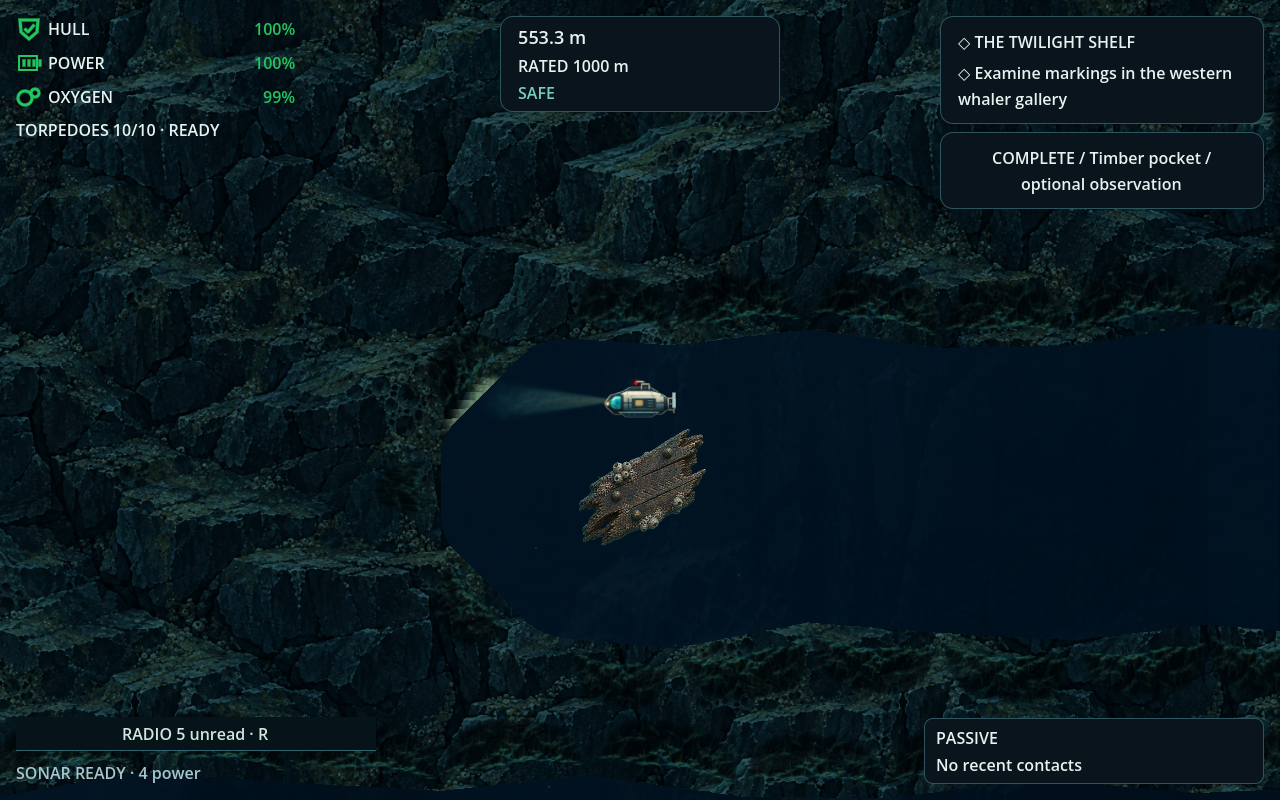 HULL 100%
POWER 100%
OXYGEN 99%
TORPEDOES 10/10 · READY
553.3 m
RATED 1000 m
SAFE
◇ THE TWILIGHT SHELF
◇ Examine markings in the western
whaler gallery
COMPLETE / Timber pocket /
optional observation
RADIO 5 unread · R
SONAR READY · 4 power
PASSIVE
No recent contacts